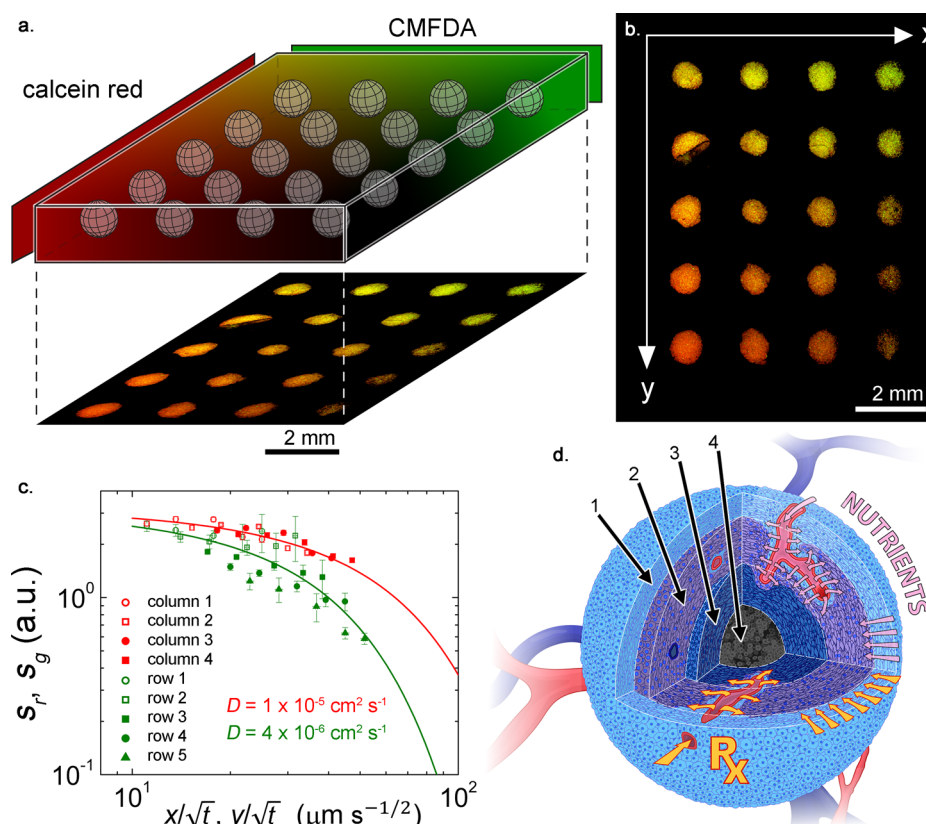 a.
CMFDA
calcein red
2 mm
b.
x
y
2 mm
c.
s_r, s_g (a.u.)
10^0
10^-1
10^1
10^2
x/√t , y/√t (μm s^-1/2)
column 1
column 2
column 3
column 4
row 1
row 2
row 3
row 4
row 5
D = 1 x 10^-5 cm^2 s^-1
D = 4 x 10^-6 cm^2 s^-1
d.
1
2
3
4
NUTRIENTS
Rx